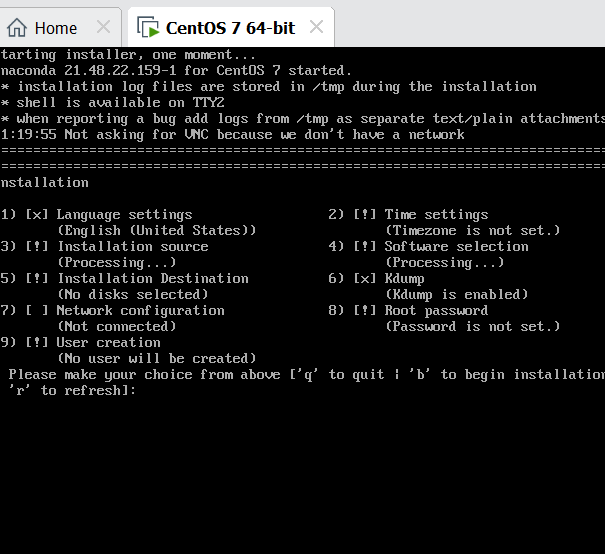 Home
CentOS 7 64-bit
tarting installer, one moment...
naconda 21.48.22.159-1 for CentOS 7 started.
* installation log files are stored in /tmp during the installation
* shell is available on TTY2
* when reporting a bug add logs from /tmp as separate text/plain attachments
1:19:55 Not asking for VNC because we don't have a network
================================================================================
================================================================================
nstallation
1) [x] Language settings 2) [!] Time settings
(English (United States)) (Timezone is not set.)
3) [!] Installation source 4) [!] Software selection
(Processing...) (Processing...)
5) [!] Installation Destination 6) [x] Kdump
(No disks selected) (Kdump is enabled)
7) [ ] Network configuration 8) [!] Root password
(Not connected) (Password is not set.)
9) [!] User creation
(No user will be created)
Please make your choice from above ['q' to quit | 'b' to begin installation
'r' to refresh]: